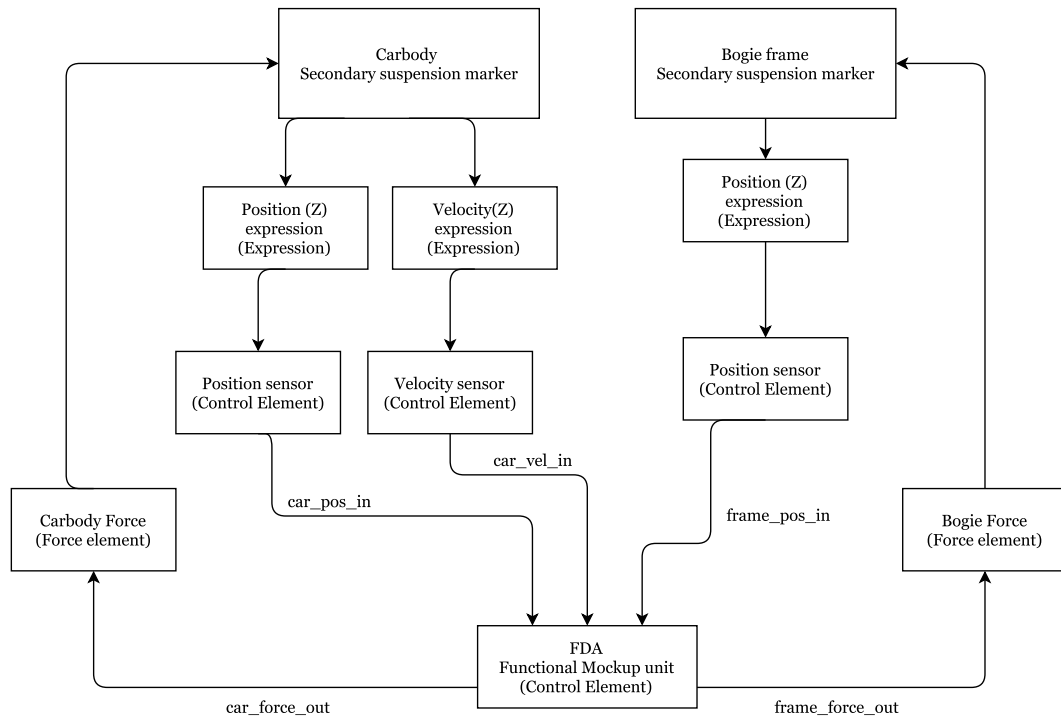 Carbody
Secondary suspension marker
Bogie frame
Secondary suspension marker
Position (Z)
expression
(Expression)
Velocity(Z)
expression
(Expression)
Position (Z)
expression
(Expression)
Position sensor
(Control Element)
Velocity sensor
(Control Element)
Position sensor
(Control Element)
car_vel_in
car_pos_in
frame_pos_in
Carbody Force
(Force element)
Bogie Force
(Force element)
FDA
Functional Mockup unit
(Control Element)
car_force_out
frame_force_out